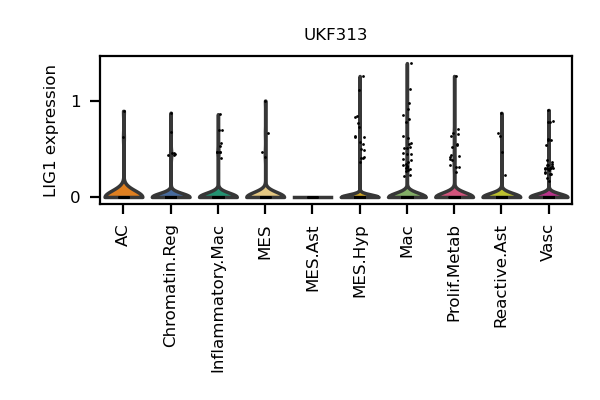 UKF313
LIG1 expression
1
0
AC
Chromatin.Reg
Inflammatory.Mac
MES
MES.Ast
MES.Hyp
Mac
Prolif.Metab
Reactive.Ast
Vasc